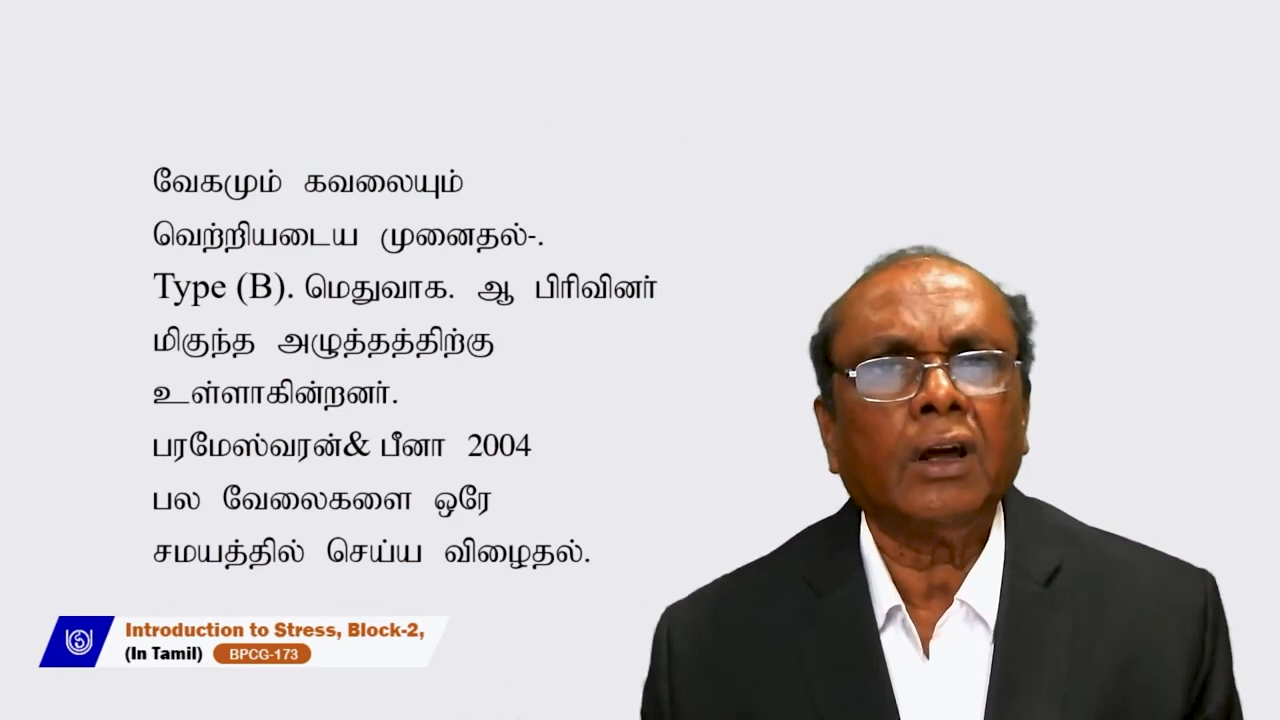 வேகமும் கவலையும்
வெற்றியடைய முனைதல்-.
Type (B). மெதுவாக. ஆ பிரிவினர்
மிகுந்த அழுத்தத்திற்கு
உள்ளாகின்றனர்.
பரமேஸ்வரன்& பீனா 2004
பல வேலைகளை ஒரே
சமயத்தில் செய்ய விழைதல்.
Introduction to Stress, Block-2,
(In Tamil) BPCG-173